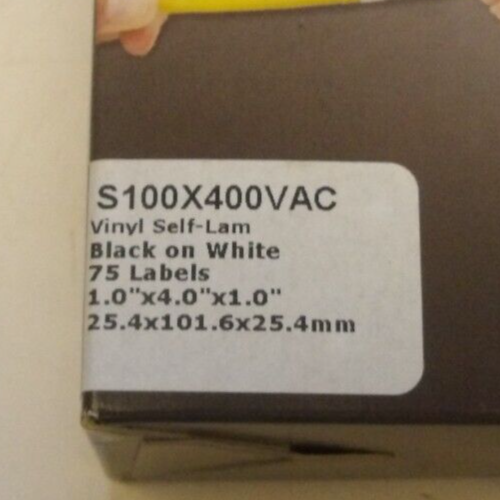 S100X400VAC
Vinyl Self-Lam
Black on White
75 Labels
1.0"x4.0"x1.0"
25.4x101.6x25.4mm